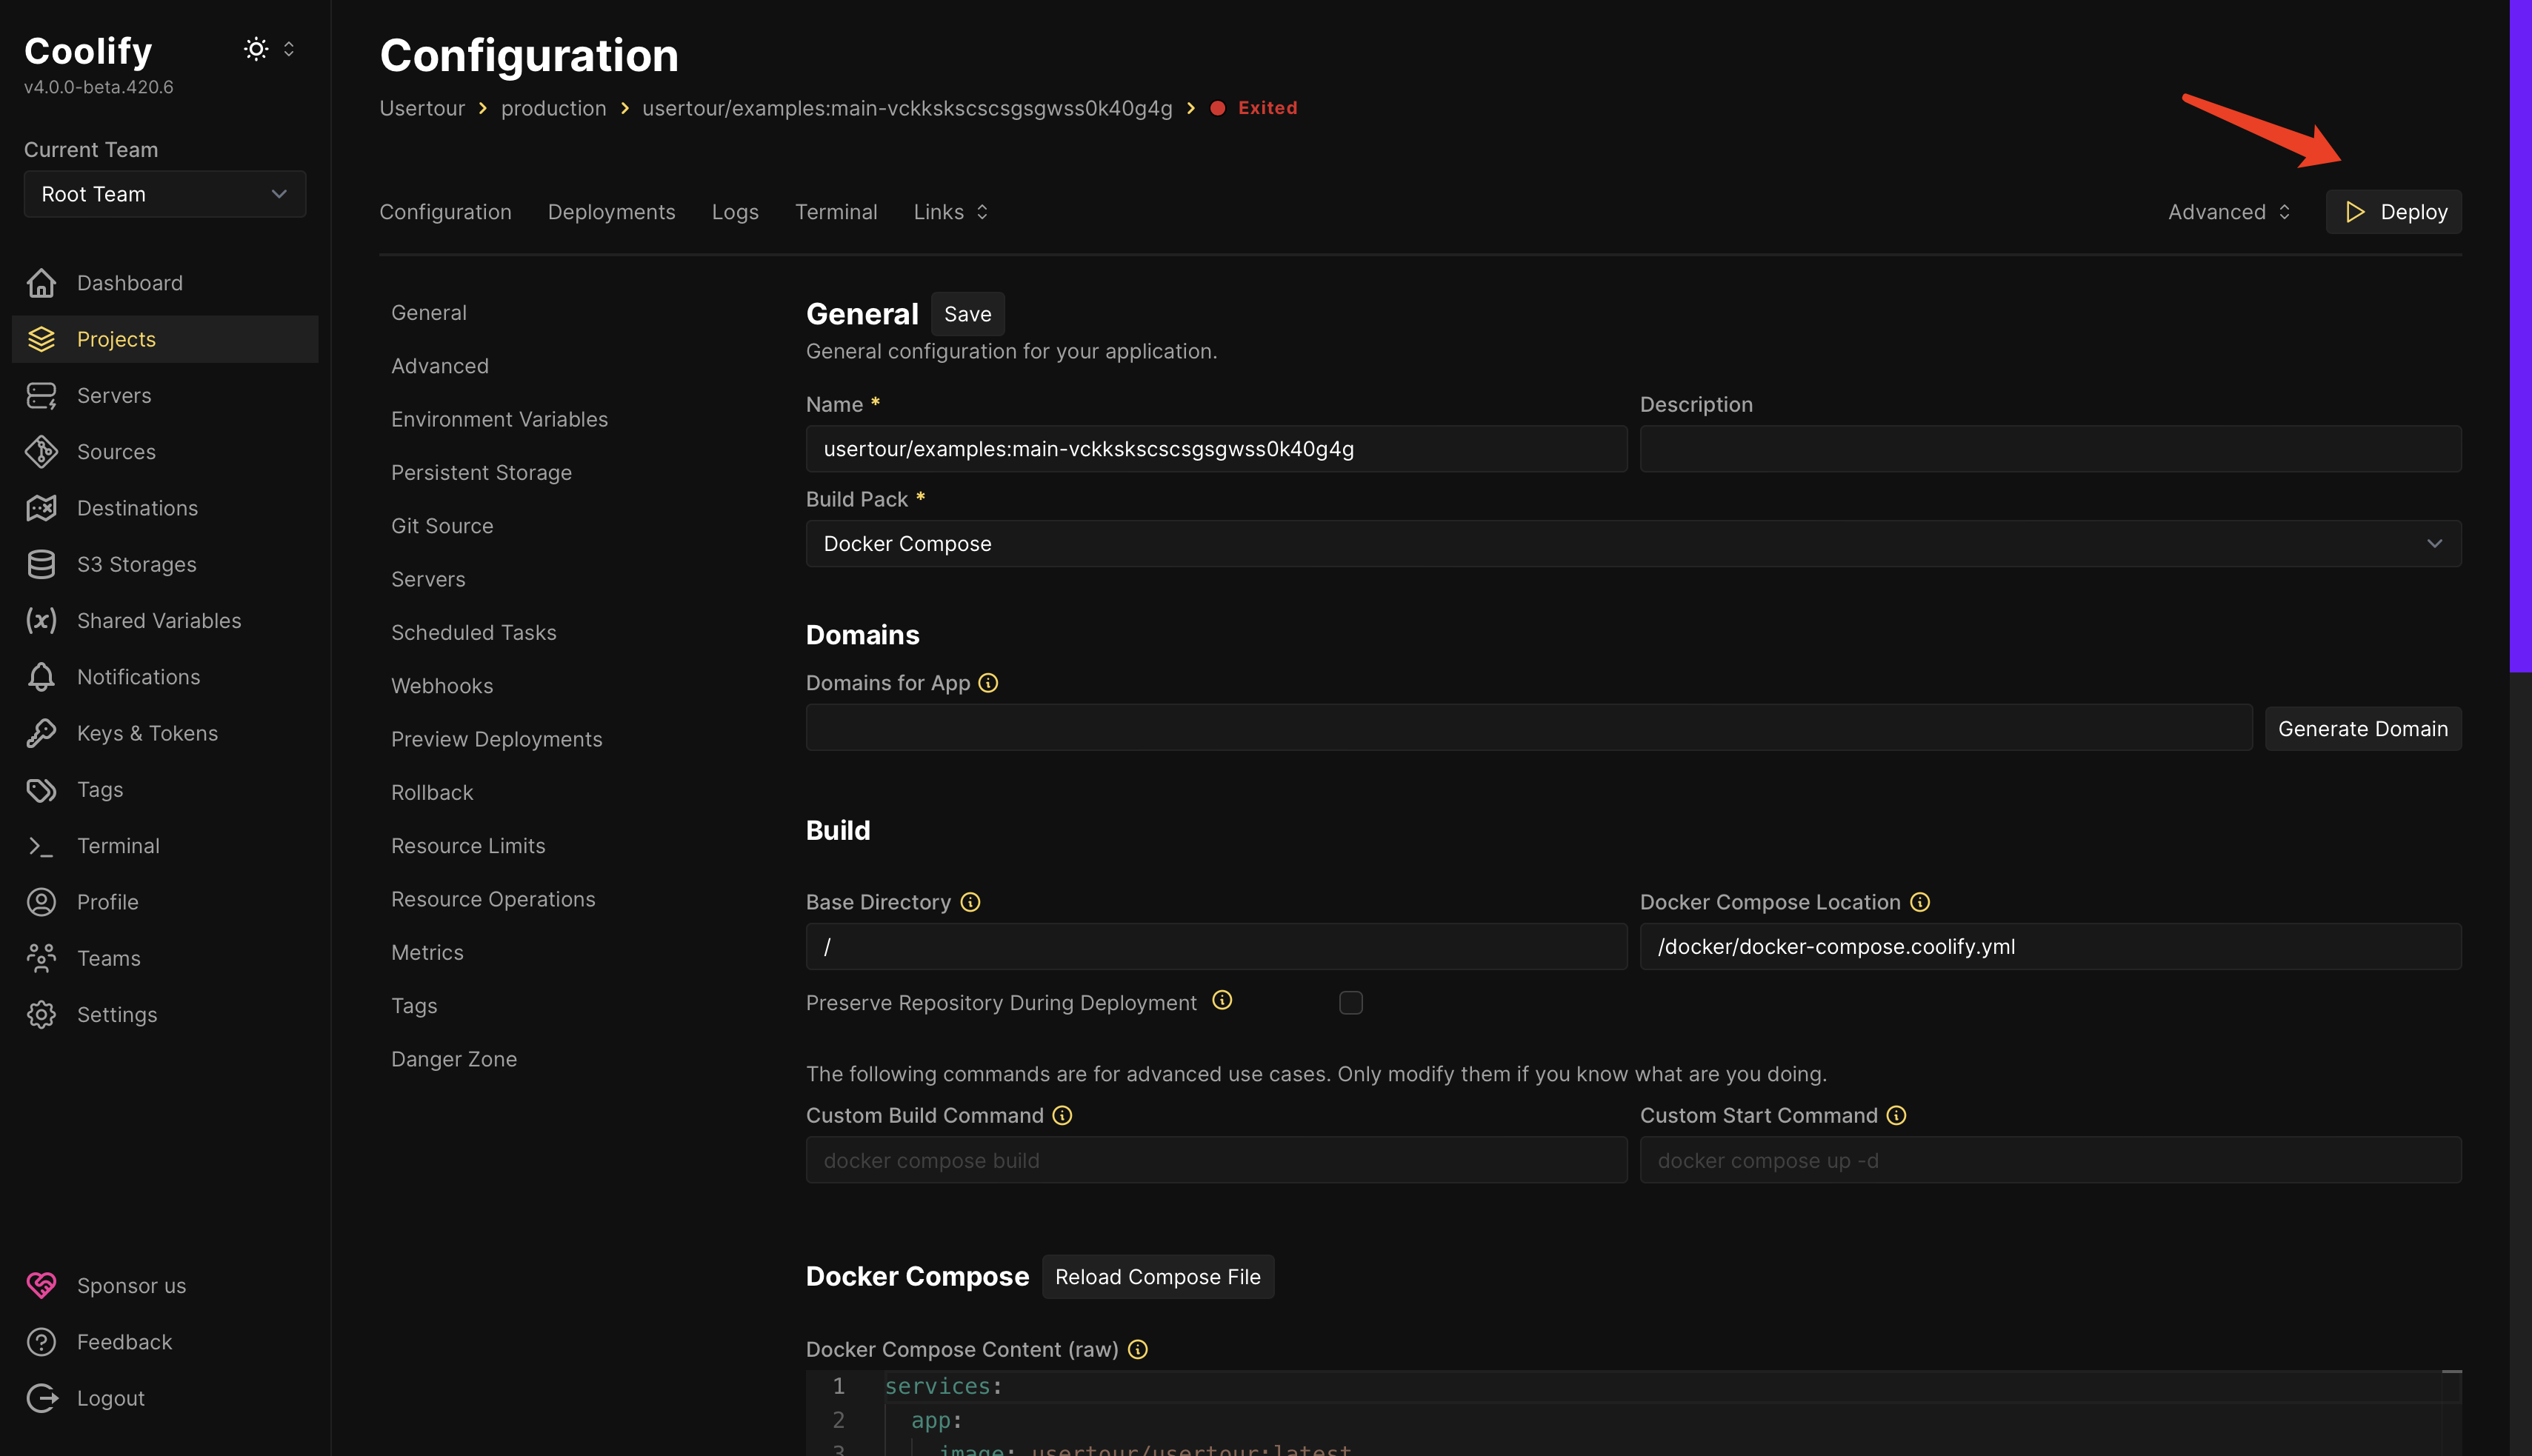 Coolify
v4.0.0-beta.420.6
Current Team
Root Team
Dashboard
Projects
Servers
Sources
Destinations
S3 Storages
Shared Variables
Notifications
Keys & Tokens
Tags
Terminal
Profile
Teams
Settings
Sponsor us
Feedback
Logout
Configuration
Usertour production usertour/examples:main-vckkskscscsgsgwss0k40g4g Exited
Configuration Deployments Logs Terminal Links Advanced Deploy
General
Advanced
Environment Variables
Persistent Storage
Git Source
Servers
Scheduled Tasks
Webhooks
Preview Deployments
Rollback
Resource Limits
Resource Operations
Metrics
Tags
Danger Zone
General Save
General configuration for your application.
Name * Description
usertour/examples:main-vckkskscscsgsgwss0k40g4g
Build Pack *
Docker Compose
Domains
Domains for App
Generate Domain
Build
Base Directory Docker Compose Location
/ /docker/docker-compose.coolify.yml
Preserve Repository During Deployment
The following commands are for advanced use cases. Only modify them if you know what are you doing.
Custom Build Command Custom Start Command
docker compose build docker compose up -d
Docker Compose Reload Compose File
Docker Compose Content (raw)
1 services:
2 app:
3 image: usertour/usertour:latest